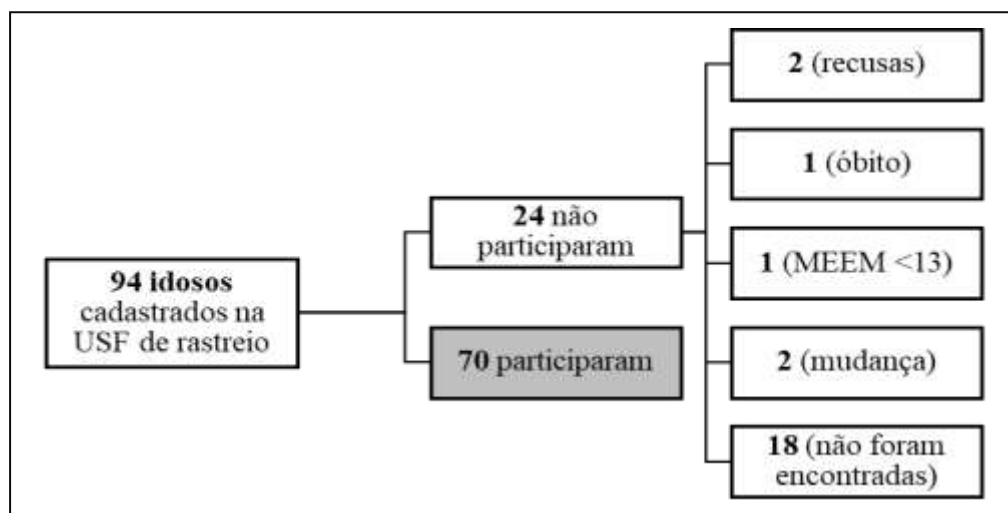 94 idosos
cadastrados na
USF de rastreio
24 não
participaram
70 participaram
2 (recusas)
1 (óbito)
1 (MEEM <13)
2 (mudança)
18 (não foram
encontradas)